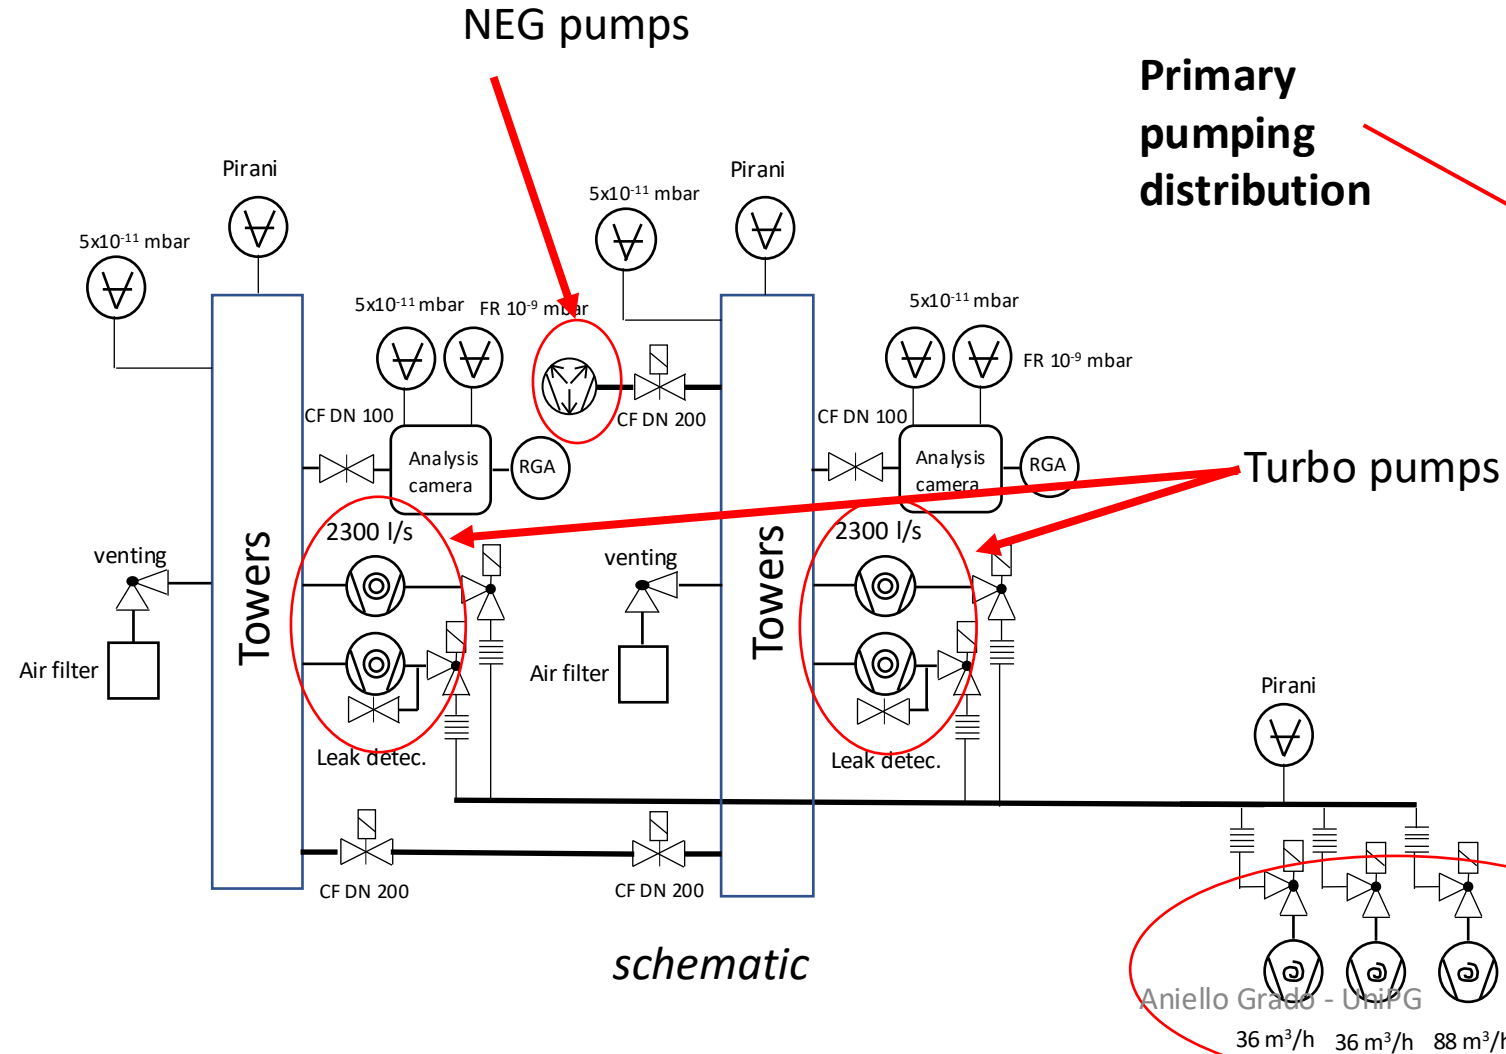 NEG pumps
Primary
pumping
distribution
Pirani
5x10⁻¹¹ mbar
Pirani
5x10⁻¹¹ mbar
5x10⁻¹¹ mbar
FR 10⁻⁹ mbar
5x10⁻¹¹ mbar
FR 10⁻⁹ mbar
CF DN 100
CF DN 200
CF DN 100
Analysis
camera
RGA
Analysis
camera
RGA
Turbo pumps
2300 l/s
2300 l/s
venting
Towers
venting
Towers
Air filter
Air filter
Leak detec.
Leak detec.
Pirani
CF DN 200
CF DN 200
schematic
Aniello Grado - UniPG
36 m³/h
36 m³/h
88 m³/h